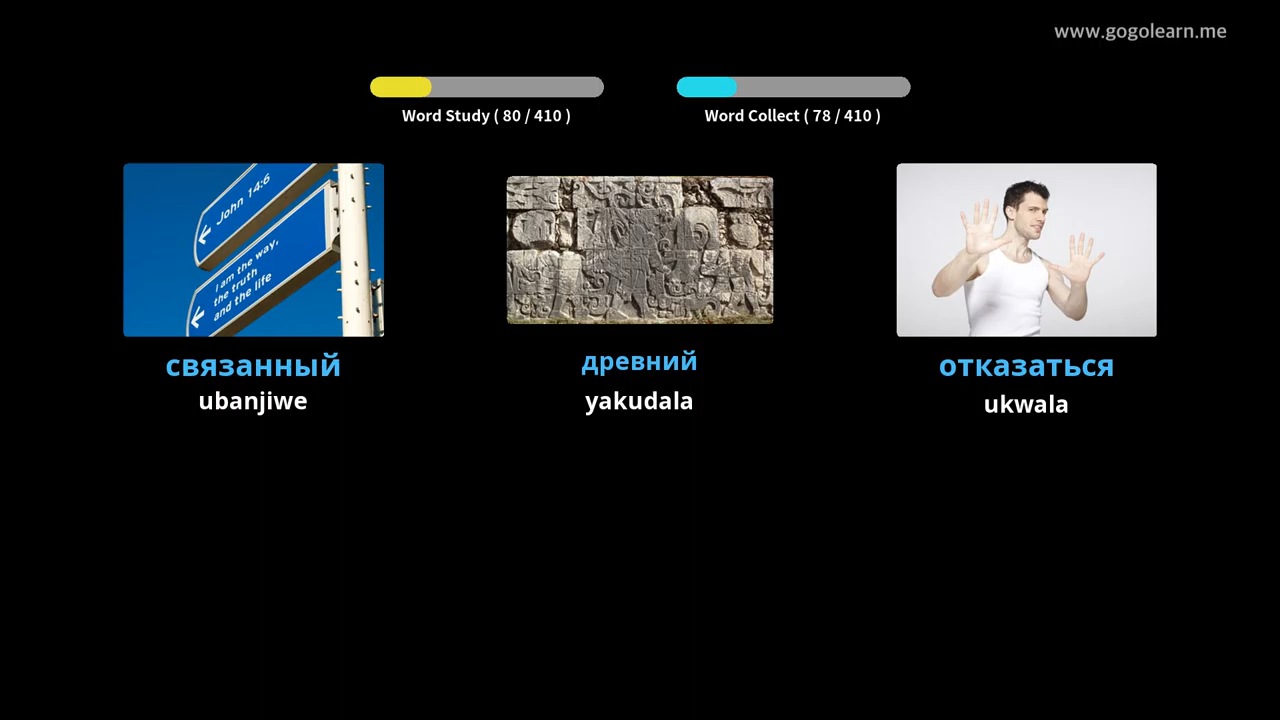 www.gogolearn.me
Word Study ( 80 / 410 )
Word Collect ( 78 / 410 )
John 14:6
I am the way,
the truth
and the life
связанный
древний
отказаться
ubanjiwe
yakudala
ukwala